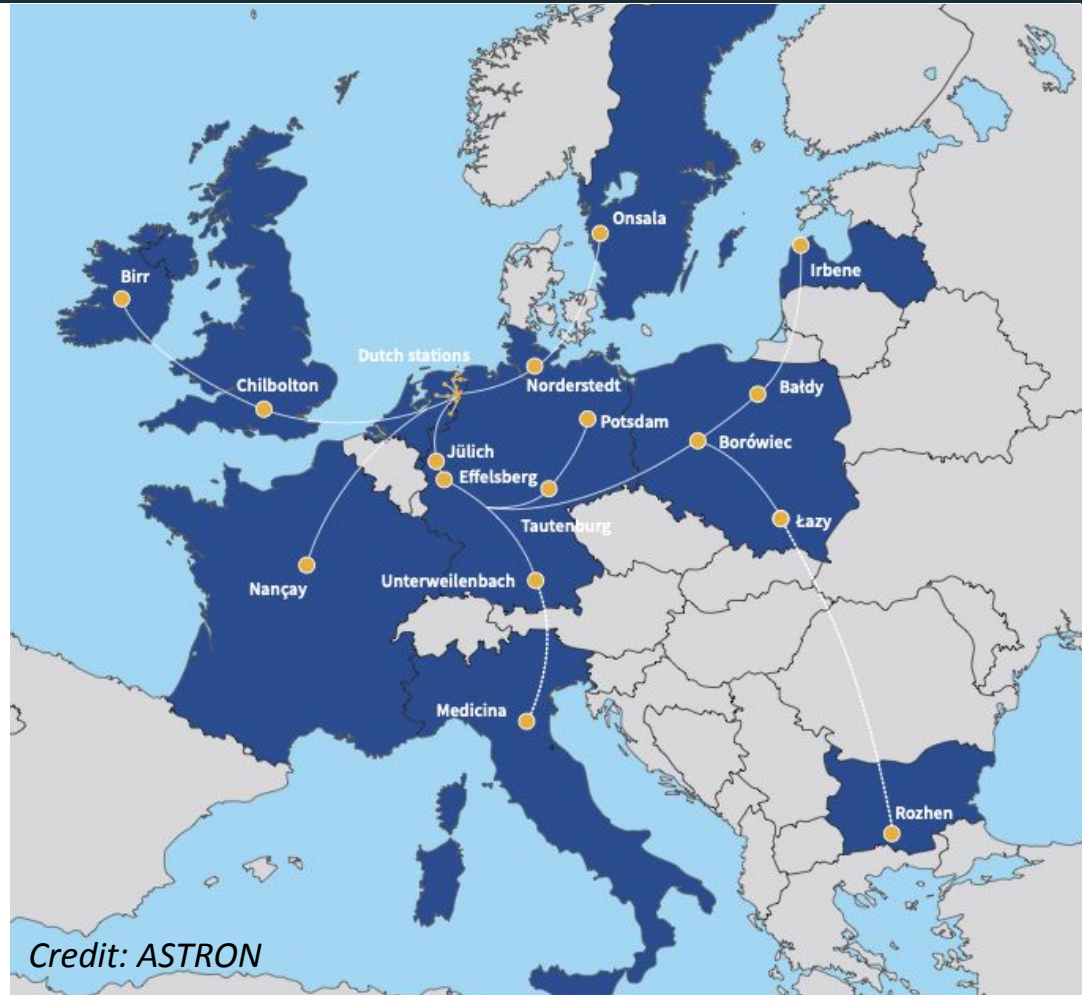 Onsala
Irbene
Birr
Dutch stations
Norderstedt
Chilbolton
Bałdy
Potsdam
Borówiec
Jülich
Effelsberg
Łazy
Tautenburg
Unterweilenbach
Nançay
Medicina
Rozhen
Credit: ASTRON